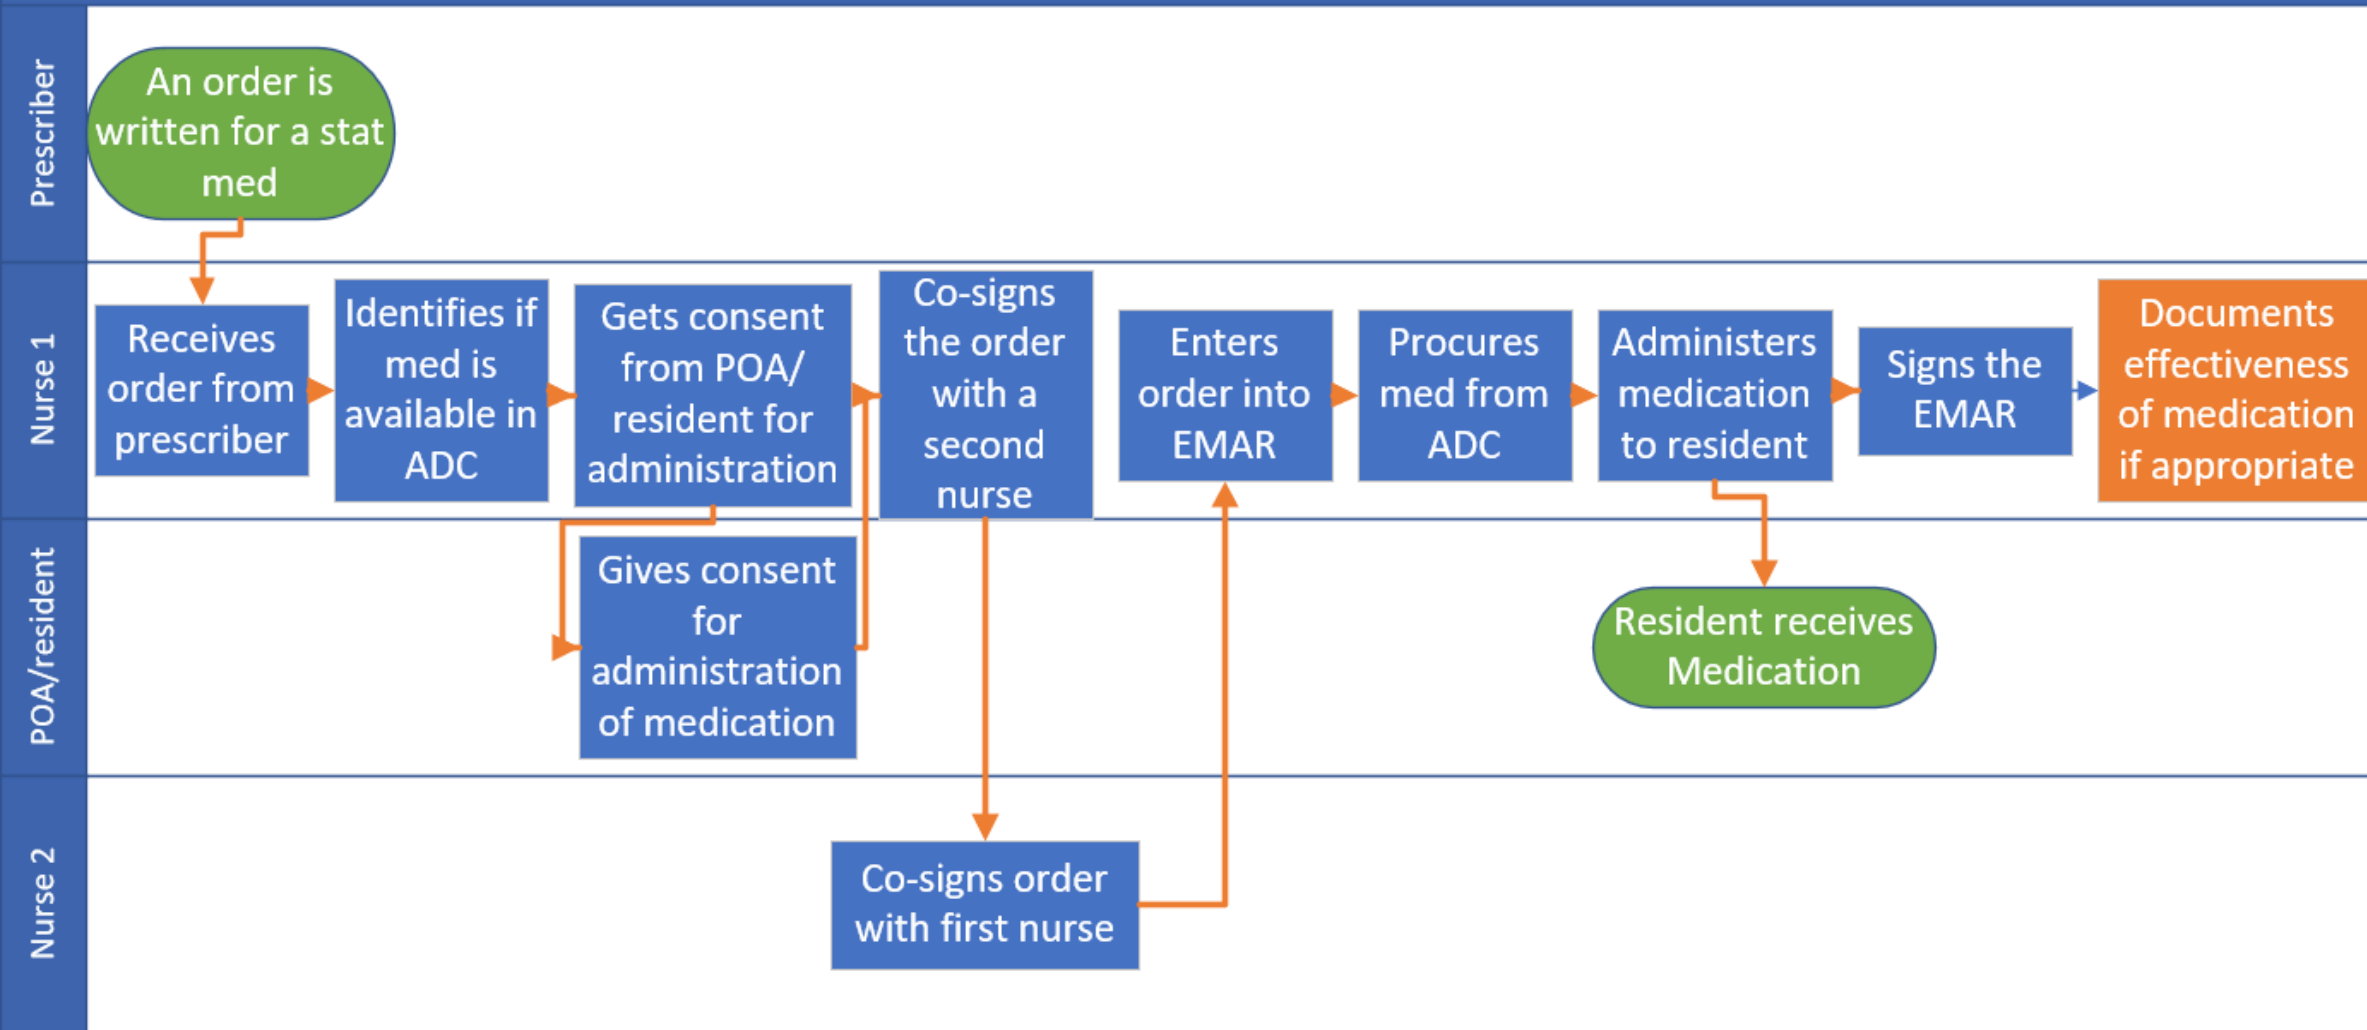 Prescriber
An order is
written for a stat
med
Nurse 1
Receives
order from
prescriber
Identifies if
med is
available in
ADC
Gets consent
from POA/
resident for
administration
Co-signs
the order
with a
second
nurse
Enters
order into
EMAR
Procures
med from
ADC
Administers
medication
to resident
Signs the
EMAR
Documents
effectiveness
of medication
if appropriate
POA/resident
Gives consent
for
administration
of medication
Resident receives
Medication
Nurse 2
Co-signs order
with first nurse